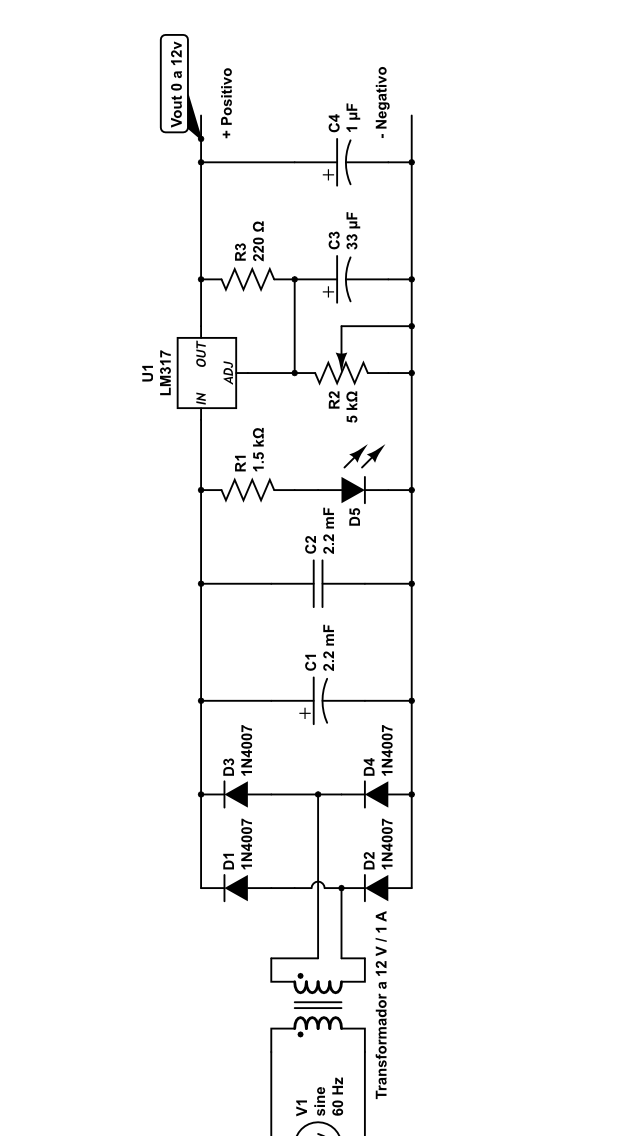 V1
sine
60 Hz
Transformador a 12 V / 1 A
D1
1N4007
D2
1N4007
D3
1N4007
D4
1N4007
C1
2.2 mF
+
C2
2.2 mF
R1
1.5 kΩ
D5
U1
LM317
IN
OUT
ADJ
R2
5 kΩ
R3
220 Ω
C3
33 µF
+
C4
1 µF
+
Vout 0 a 12v
+ Positivo
- Negativo